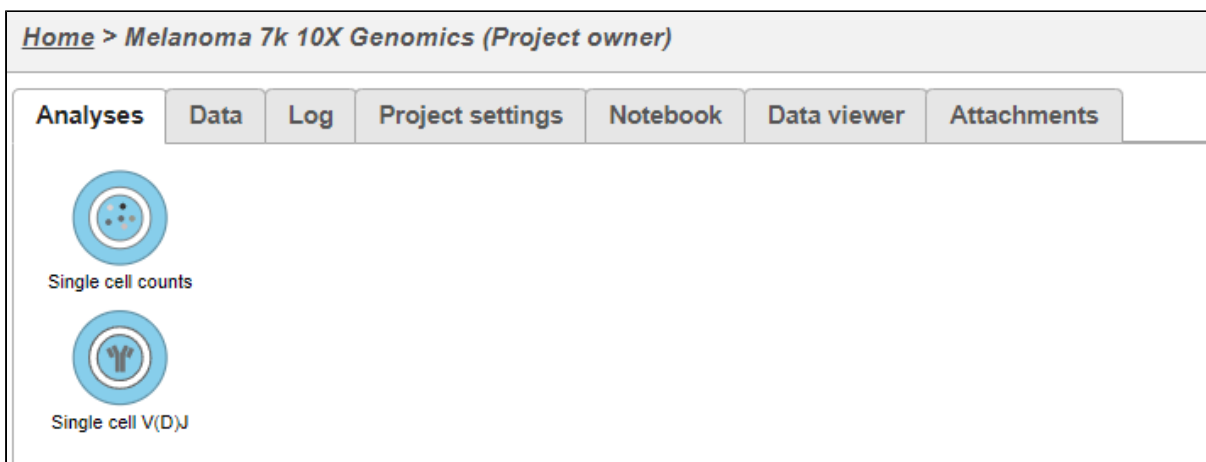 Home > Melanoma 7k 10X Genomics (Project owner)
Analyses Data Log Project settings Notebook Data viewer Attachments
Single cell counts
Single cell V(D)J